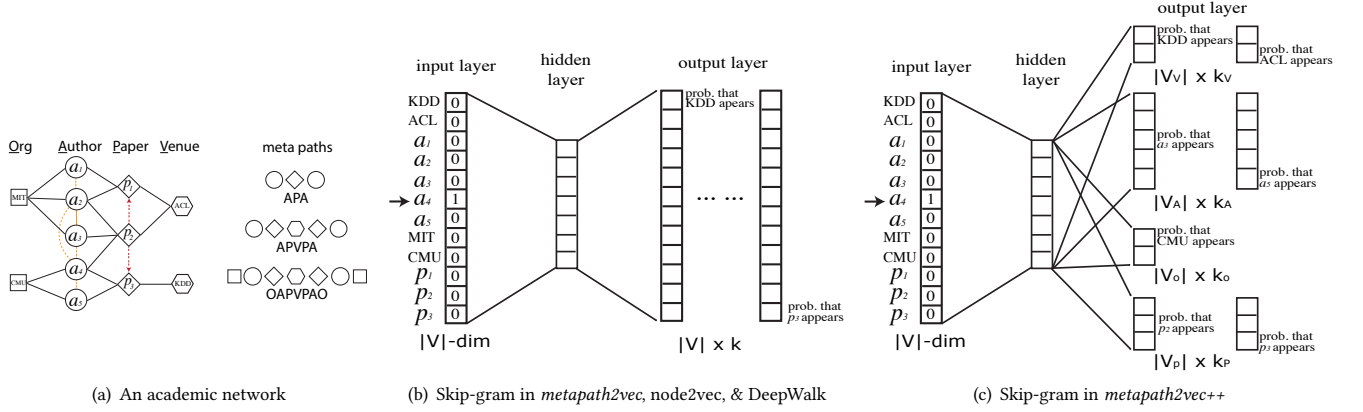 Org Author Paper Venue
MIT
CMU
a1
a2
a3
a4
a5
p1
p2
p3
ACL
KDD
meta paths
APA
APVPA
OAPVPAO
(a) An academic network
input layer
hidden
layer
output layer
KDD 0
ACL 0
a1 0
a2 0
a3 0
a4 1
a5 0
MIT 0
CMU 0
p1 0
p2 0
p3 0
|V|-dim
prob. that
KDD apears
... ...
prob. that
p3 appears
|V| x k
(b) Skip-gram in metapath2vec, node2vec, & DeepWalk
input layer
hidden
layer
output layer
KDD 0
ACL 0
a1 0
a2 0
a3 0
a4 1
a5 0
MIT 0
CMU 0
p1 0
p2 0
p3 0
|V|-dim
prob. that
KDD appears
prob. that
ACL appears
|VV| x kV
prob. that
a3 appears
prob. that
a5 appears
|VA| x kA
prob. that
CMU appears
|Vo| x ko
prob. that
p2 appears
prob. that
p3 appears
|Vp| x kP
(c) Skip-gram in metapath2vec++